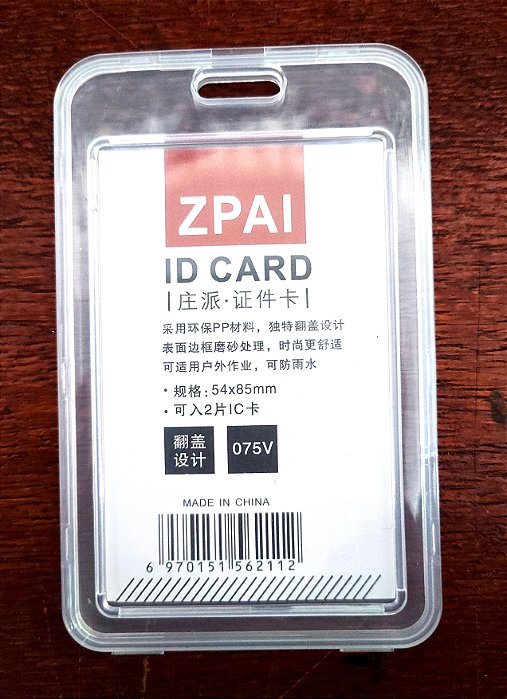 ZPAI
ID CARD
|庄派·证件卡|
采用环保PP材料，独特翻盖设计
表面边框磨砂处理，时尚更舒适
可适用户外作业，可防雨水
·规格：54x85mm
·可入2片IC卡
翻盖
设计
075V
MADE IN CHINA
6 970151 562112